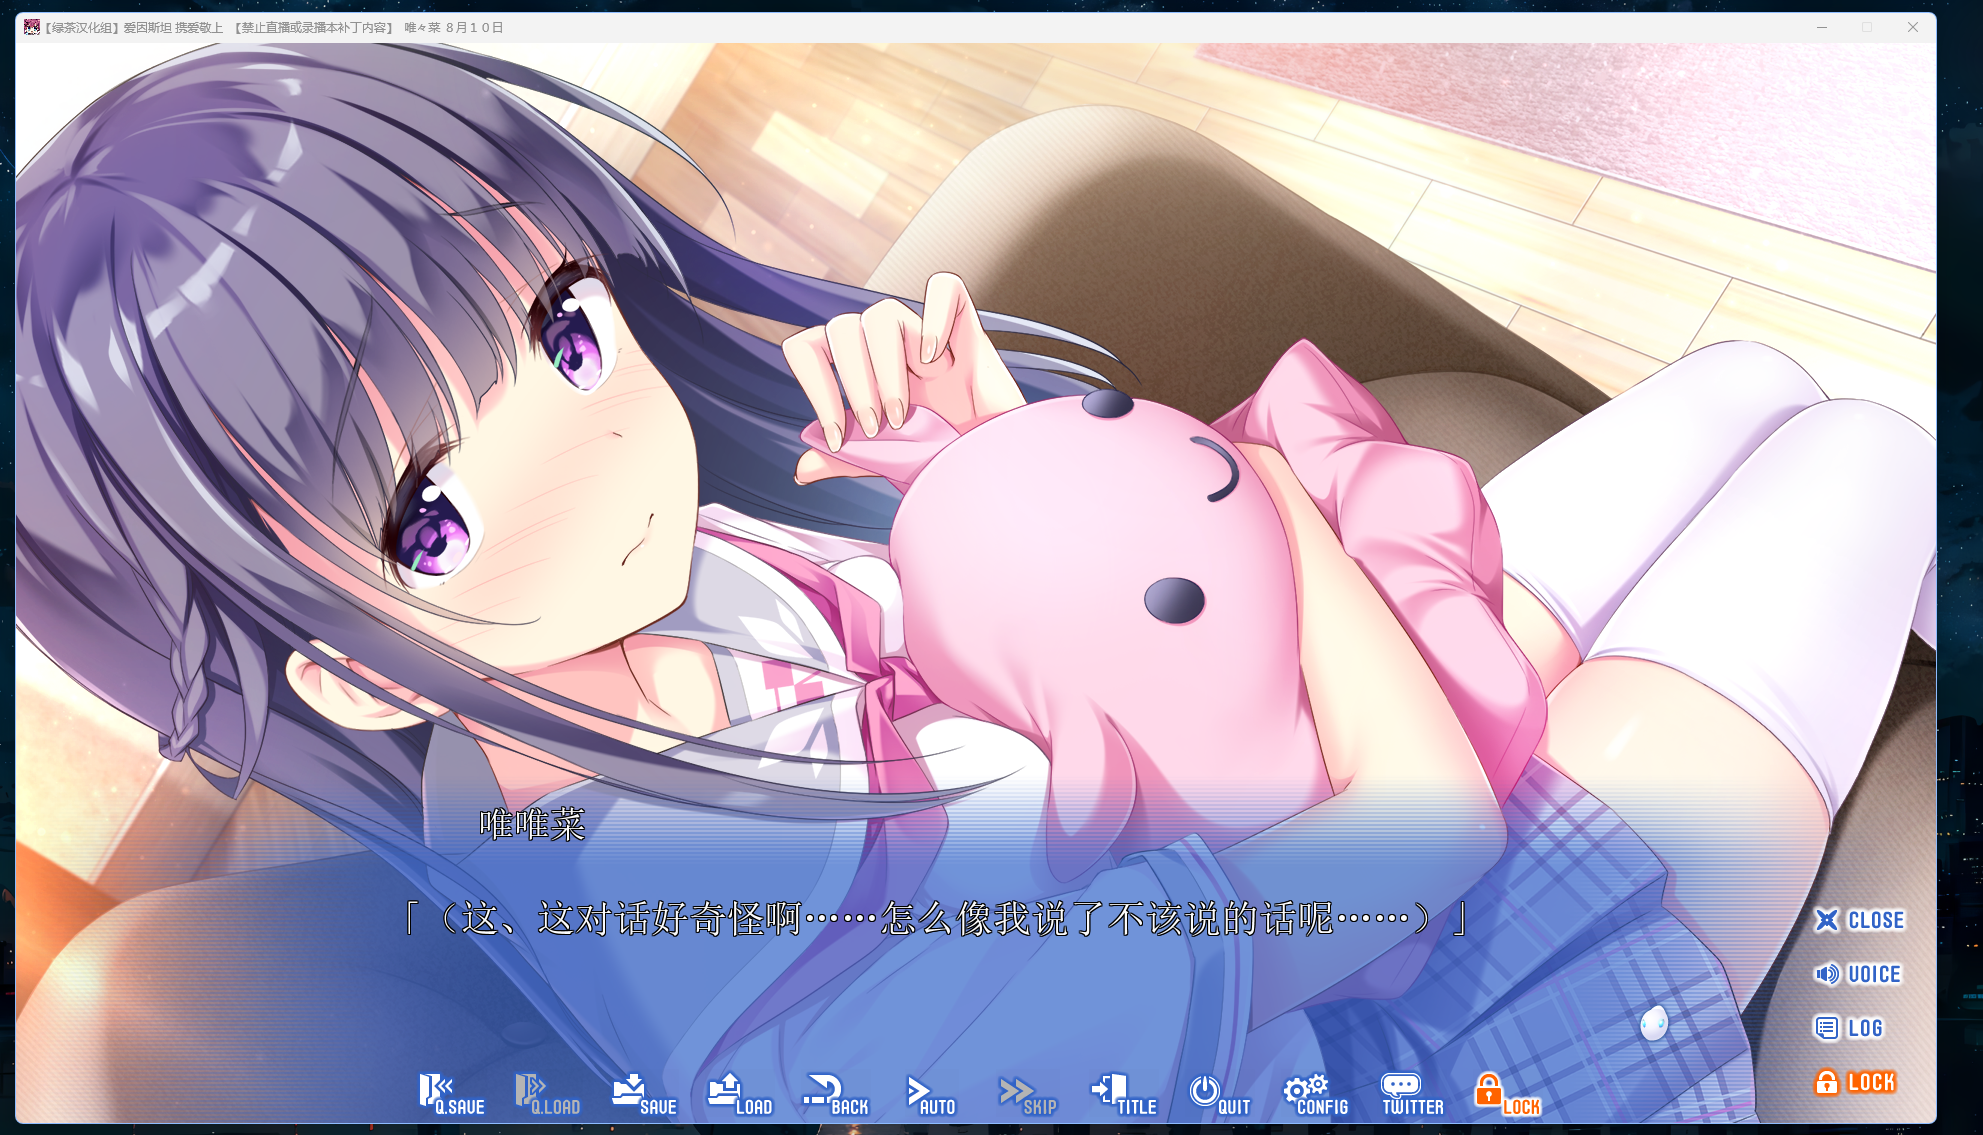 【绿茶汉化组】爱因斯坦 携爱敬上 【禁止直播或录播本补丁内容】 唯々菜 8月10日
唯唯菜
「（这、这对话好奇怪啊……怎么像我说了不该说的话呢……）」
CLOSE
VOICE
LOG
LOCK
Q.SAVE Q.LOAD SAVE LOAD BACK AUTO SKIP TITLE QUIT CONFIG TWITTER LOCK